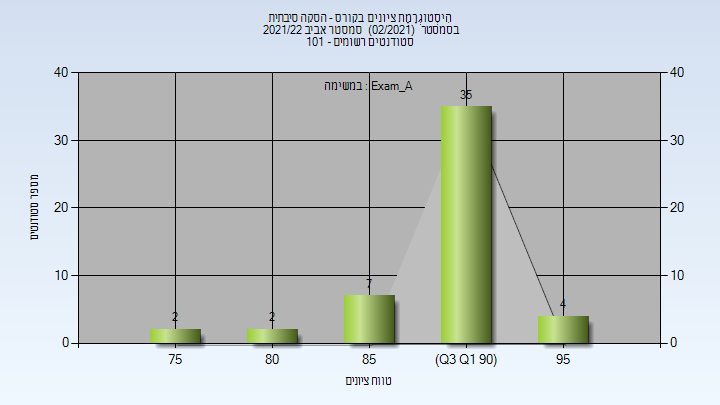 הִיסְטוֹגְרָמַת ציונים בקורס - הסקה סיבתית
בסמסטר (02/2021) סמסטר אביב 2021/22
סטודנטים רשומים - 101
במשימה : Exam_A
40
30
20
10
0
40
30
20
10
0
מספר סטודנטים
2
2
7
35
4
75
80
85
(Q3 Q1 90)
95
טווח ציונים